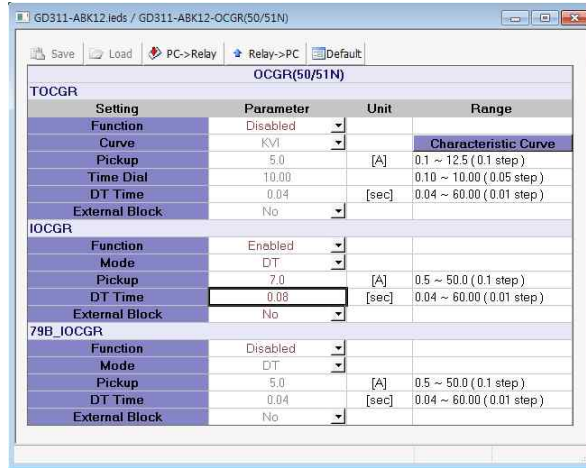 GD311-ABK12.ieds / GD311-ABK12-OCGR(50/51N)
Save Load PC->Relay Relay->PC Default
OCGR(50/51N)
TOCGR
Setting Parameter Unit Range
Function Disabled
Curve KVI Characteristic Curve
Pickup 5.0 [A] 0.1 ~ 12.5 ( 0.1 step )
Time Dial 10.00 0.10 ~ 10.00 ( 0.05 step )
DT Time 0.04 [sec] 0.04 ~ 60.00 ( 0.01 step )
External Block No
IOCGR
Function Enabled
Mode DT
Pickup 7.0 [A] 0.5 ~ 50.0 ( 0.1 step )
DT Time 0.08 [sec] 0.04 ~ 60.00 ( 0.01 step )
External Block No
79B_IOCGR
Function Disabled
Mode DT
Pickup 5.0 [A] 0.5 ~ 50.0 ( 0.1 step )
DT Time 0.04 [sec] 0.04 ~ 60.00 ( 0.01 step )
External Block No